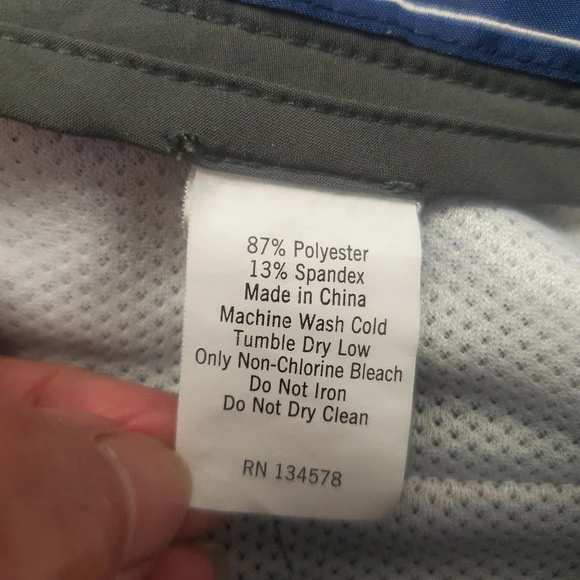 87% Polyester
13% Spandex
Made in China
Machine Wash Cold
Tumble Dry Low
Only Non-Chlorine Bleach
Do Not Iron
Do Not Dry Clean
RN 134578